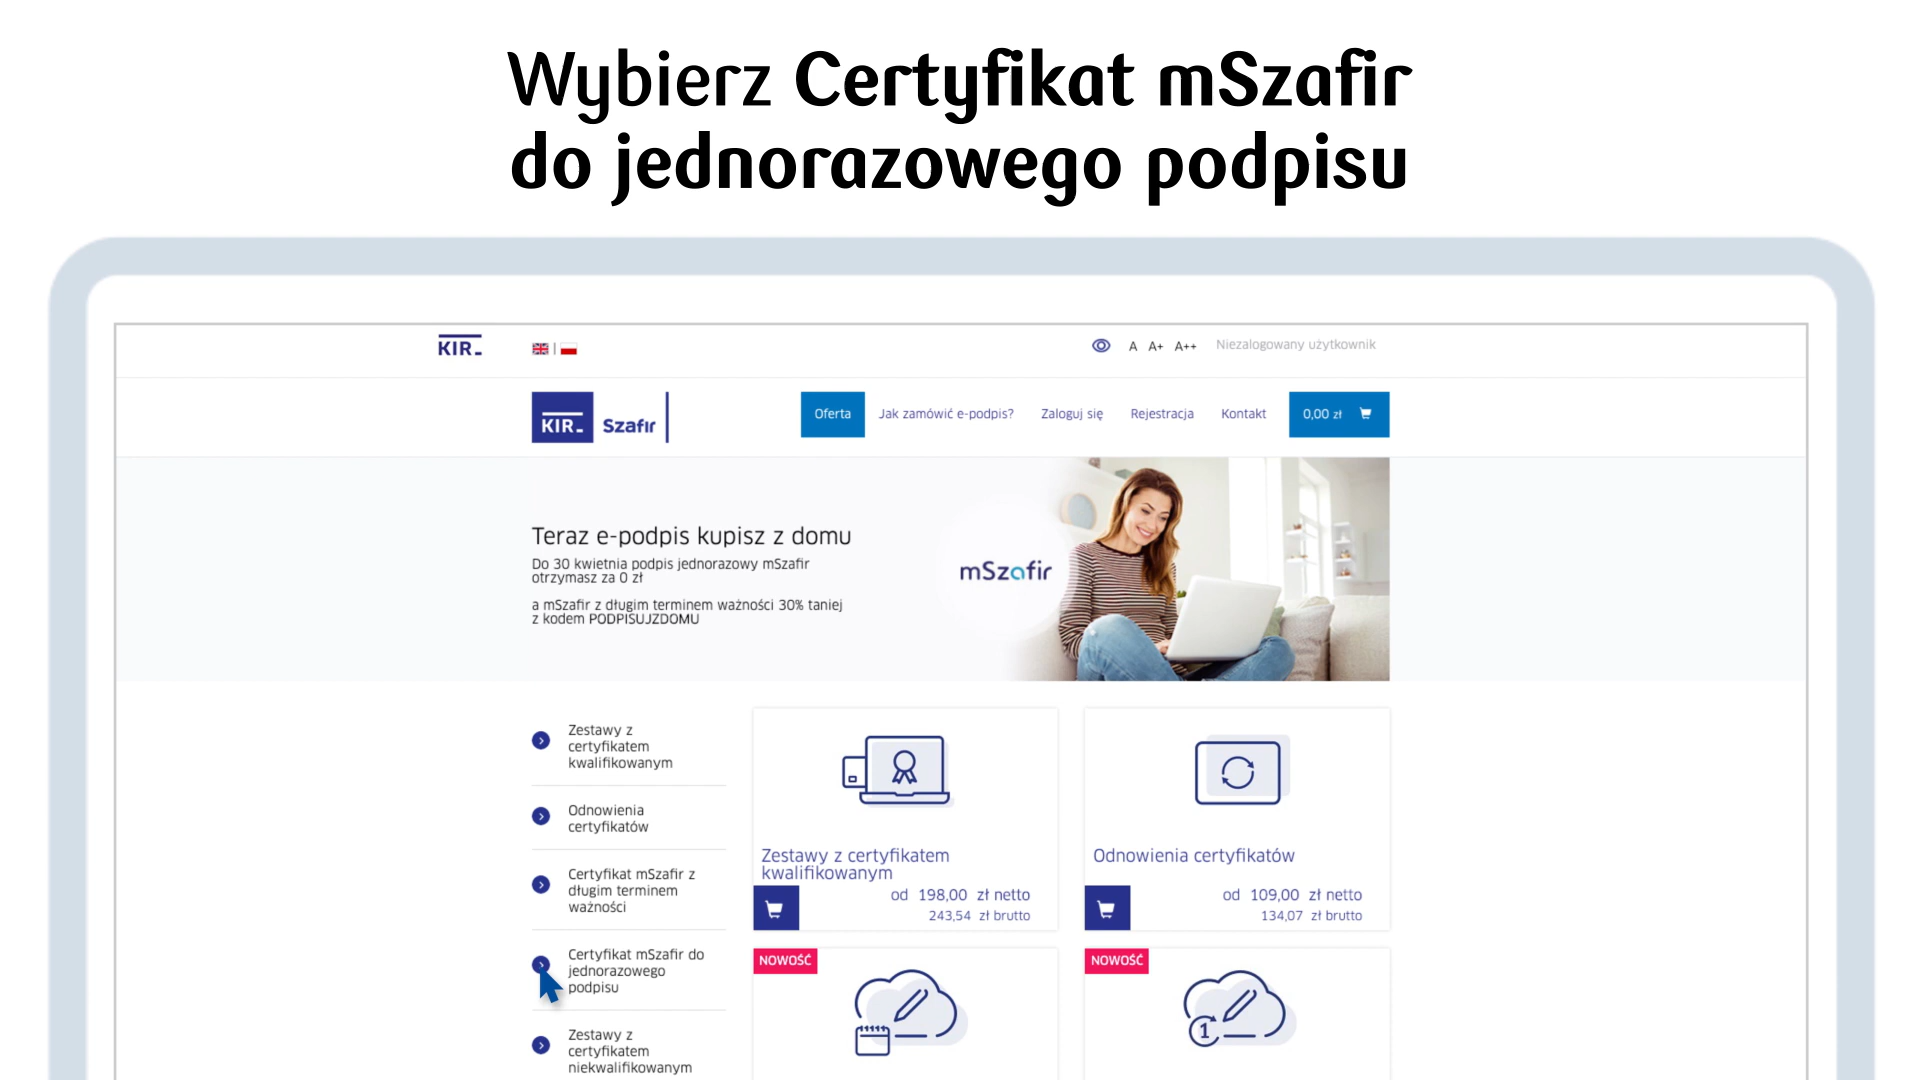 Wybierz Certyfikat mSzafir
do jednorazowego podpisu
KIR
|
A A+ A++
Niezalogowany użytkownik
KIR Szafir
Oferta
Jak zamówić e-podpis?
Zaloguj się
Rejestracja
Kontakt
0,00 zł
Teraz e-podpis kupisz z domu
Do 30 kwietnia podpis jednorazowy mSzafir
otrzymasz za 0 zł
a mSzafir z długim terminem ważności 30% taniej
z kodem PODPISUJZDOMU
mSzafir
Zestawy z
certyfikatem
kwalifikowanym
Odnowienia
certyfikatów
Certyfikat mSzafir z
długim terminem
ważności
Certyfikat mSzafir do
jednorazowego
podpisu
Zestawy z
certyfikatem
niekwalifikowanym
Zestawy z certyfikatem
kwalifikowanym
od 198,00 zł netto
243,54 zł brutto
Odnowienia certyfikatów
od 109,00 zł netto
134,07 zł brutto
NOWOŚĆ
NOWOŚĆ
1